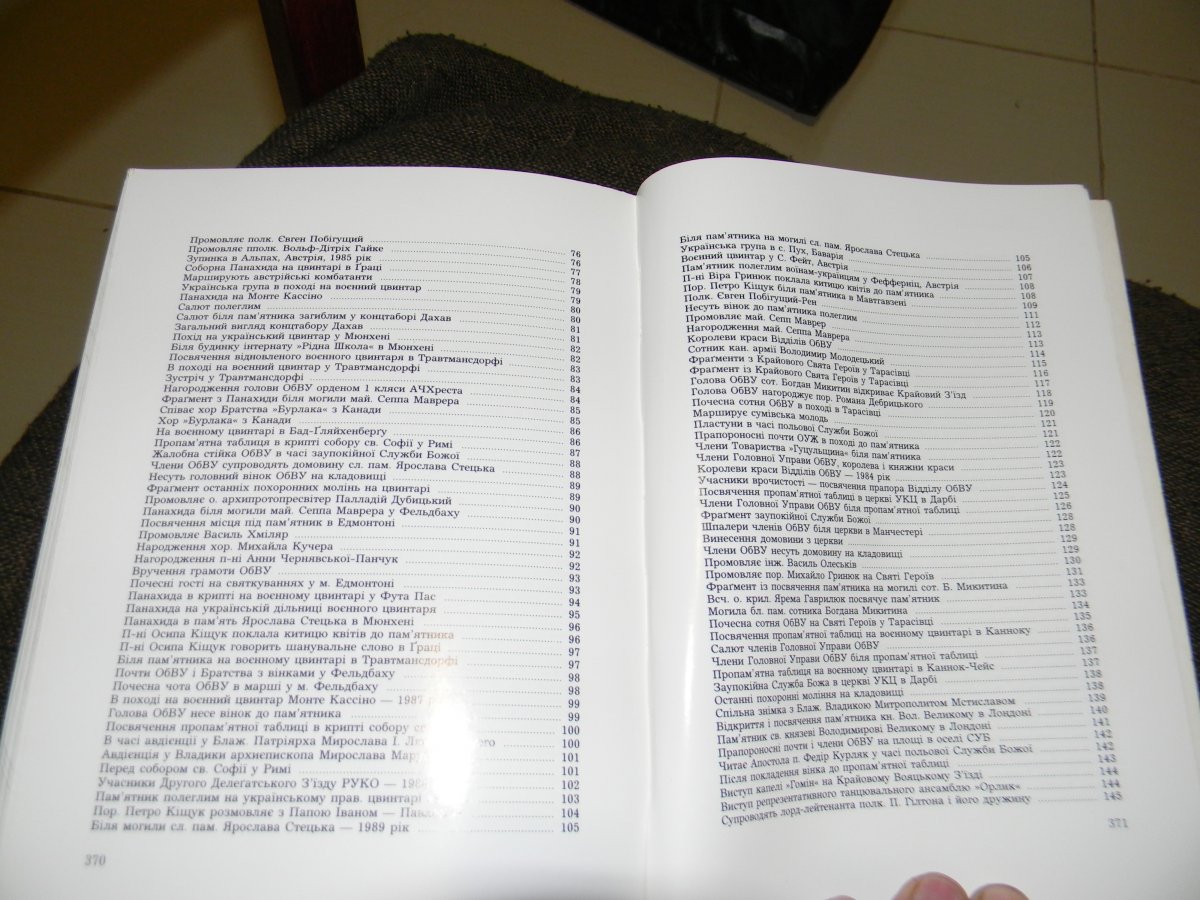 Промовляє полк. Євген Побігущий 76
Промовляє пполк. Вольф-Дітріх Гайке 76
Зупинка в Альпах, Австрія, 1985 рік 77
Соборна Панахида на цвинтарі в Ґраці 78
Марширують австрійські комбатанти 79
Українська група в поході на воєнний цвинтар 79
Панахида на Монте Кассіно 80
Салют полеглим 80
Салют біля пам'ятника загиблим у концтаборі Дахав 81
Загальний вигляд концтабору Дахав 81
Похід на український цвинтар у Мюнхені 82
Біля будинку інтернату »Рідна Школа« в Мюнхені 82
Посвячення відновленого воєнного цвинтаря в Травтмансдорфі 83
В поході на воєнний цвинтар у Травтмансдорфі 83
Зустріч у Травтмансдорфі 84
Нагородження голови ОбВУ орденом 1 кляси АЧХреста 84
Фрагмент з Панахиди біля могили май. Сеппа Маврера 85
Співає хор Братства »Бурлака« з Канади 85
Хор »Бурлака« з Канади 86
На воєнному цвинтарі в Бад-Ґляйхенберґу 86
Пропам'ятна таблиця в крипті собору св. Софії у Римі 87
Жалобна стійка ОбВУ в часі заупокійної Служби Божої 88
Члени ОбВУ супроводять домовину сл. пам. Ярослава Стецька 88
Несуть головний вінок ОбВУ на кладовищі 89
Фрагмент останніх похоронних молінь на цвинтарі 89
Промовляє о. архипротопресвітер Палладій Дубицький 90
Панахида біля могили май. Сеппа Маврера у Фельдбаху 90
Посвячення місця під пам'ятник в Едмонтоні 91
Промовляє Василь Хміляр 91
Народження хор. Михайла Кучера 92
Нагородження п-ні Анни Чернявської-Панчук 92
Вручення грамоти ОбВУ 93
Почесні гості на святкуваннях у м. Едмонтоні 93
Панахида в крипті на воєнному цвинтарі у Фута Пас 94
Панахида на українській дільниці воєнного цвинтаря 95
Панахида в пам'ять Ярослава Стецька в Мюнхені 96
П-ні Осипа Кіщук поклала китицю квітів до пам'ятника 96
П-ні Осипа Кіщук говорить шанувальне слово в Ґраці 97
Біля пам'ятника на воєнному цвинтарі в Травтмансдорфі 97
Почти ОбВУ і Братства з вінками у Фельдбаху 98
Почесна чота ОбВУ в марші у м. Фельдбаху 98
В поході на воєнний цвинтар Монте Кассіно — 1987 99
Голова ОбВУ несе вінок до пам'ятника 99
Посвячення пропам'ятної таблиці в крипті собору 100
В часі авдієнції у Блаж. Патріярха Мирослава І. 100
Авдієнція у Владики архиєпископа Мирослава 101
Перед собором св. Софії у Римі 101
Учасники Другого Делеґатського З'їзду РУКО 102
Пам'ятник полеглим на українському прав. цвинтарі 103
Пор. Петро Кіщук розмовляє з Папою Іваном — 104
Біля могили сл. пам. Ярослава Стецька — 1989 рік 105
370
Біля пам'ятника на могилі сл. пам. Ярослава Стецька 105
Українська група в с. Пух, Баварія 106
Воєнний цвинтар у С. Фейт, Австрія 107
Пам'ятник полеглим воїнам-українцям у Фефферніц, Австрія 108
П-ні Віра Гринюк поклала китицю квітів до пам'ятника 108
Пор. Петро Кіщук біля пам'ятника в Мавтгавзені 109
Полк. Євген Побігущий-Рен 111
Несуть вінок до пам'ятника полеглим 112
Промовляє май. Сепп Маврер 113
Нагородження май. Сеппа Маврера 113
Королеви краси Відділів ОбВУ 114
Сотник кан. армії Володимир Молодецький 115
Фрагменти з Крайового Свята Героїв у Тарасівці 116
Фрагмент із Крайового Свята Героїв у Тарасівці 117
Голова ОбВУ сот. Богдан Микитин відкриває Крайовий З'їзд 118
Голова ОбВУ нагороджує пор. Романа Дебрицького 119
Почесна сотня ОбВУ в поході в Тарасівці 120
Марширує сумівська молодь 121
Пластуни в часі польової Служби Божої 121
Прапороносні почти ОУЖ в поході до пам'ятника 122
Члени Товариства »Гуцульщина« біля пам'ятника 122
Члени Головної Управи ОбВУ, королева і княжни краси 123
Королеви краси Відділів ОбВУ — 1984 рік 123
Учасники врочистості — посвячення прапора Відділу ОбВУ 124
Посвячення пропам'ятної таблиці в церкві УКЦ в Дарбі 125
Члени Головної Управи ОбВУ біля пропам'ятної таблиці 126
Фрагмент заупокійної Служби Божої 128
Шпалери членів ОбВУ біля церкви в Манчестері 128
Винесення домовини з церкви 129
Члени ОбВУ несуть домовину на кладовищі 129
Промовляє інж. Василь Олеськів 130
Промовляє пор. Михайло Гринюк на Святі Героїв 131
Фрагмент із посвячення пам'ятника на могилі сот. Б. Микитина 133
Всч. о. крил. Ярема Гаврилюк посвячує пам'ятник 133
Могила бл. пам. сотника Богдана Микитина 134
Почесна сотня ОбВУ на Святі Героїв у Тарасівці 135
Посвячення пропам'ятної таблиці на воєнному цвинтарі в Канноку 136
Салют членів Головної Управи ОбВУ 136
Члени Головної Управи ОбВУ біля пропам'ятної таблиці 137
Пропам'ятна таблиця на воєнному цвинтарі в Каннок-Чейс 137
Заупокійна Служба Божа в церкві УКЦ в Дарбі 138
Останні похоронні моління на кладовищі 138
Спільна знімка з Блаж. Владикою Митрополитом Мстиславом 139
Відкриття і посвячення пам'ятника кн. Вол. Великому в Лондоні 140
Пам'ятник св. князеві Володимирові Великому в Лондоні 141
Прапороносні почти і члени ОбВУ на площі в оселі СУБ 142
Читає Апостола п. Федір Курляк у часі польової Служби Божої 142
Після покладення вінка до пропам'ятної таблиці 143
Виступ капелі »Гомін« на Крайовому Вояцькому З'їзді 144
Виступ репрезентативного танцювального ансамблю »Орлик« 144
Супроводять лорд-лейтенанта полк. П. Гілтона і його дружину 145
371